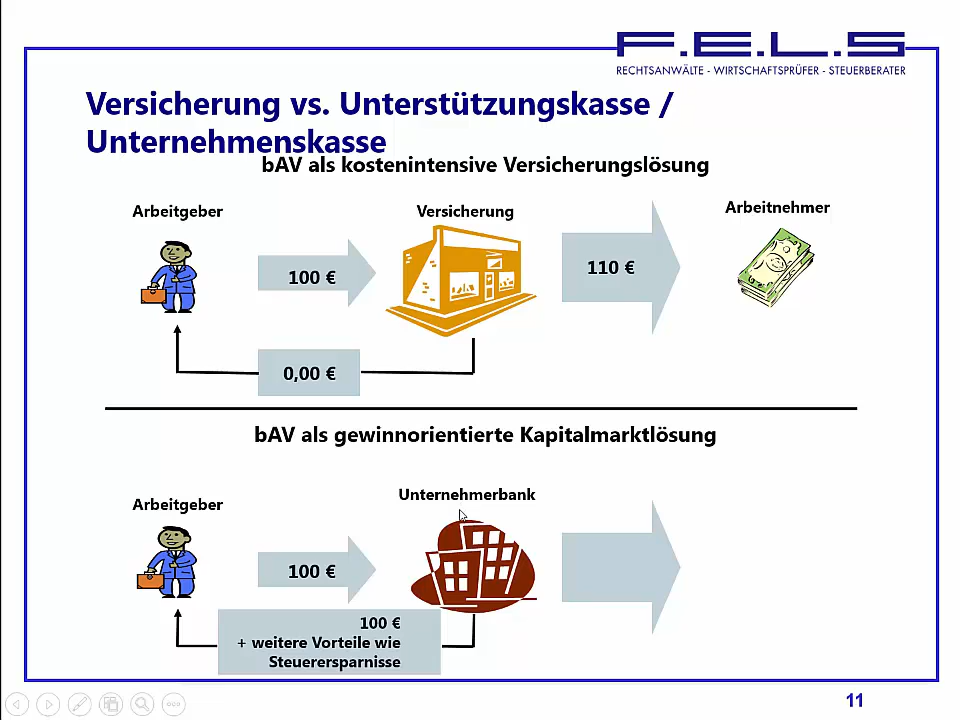 F.E.L.S
RECHTSANWÄLTE - WIRTSCHAFTSPRÜFER - STEUERBERATER
Versicherung vs. Unterstützungskasse /
Unternehmenskasse
bAV als kostenintensive Versicherungslösung
Arbeitgeber
Versicherung
Arbeitnehmer
100 €
110 €
0,00 €
bAV als gewinnorientierte Kapitalmarktlösung
Arbeitgeber
Unternehmerbank
100 €
100 €
+ weitere Vorteile wie
Steuerersparnisse
11